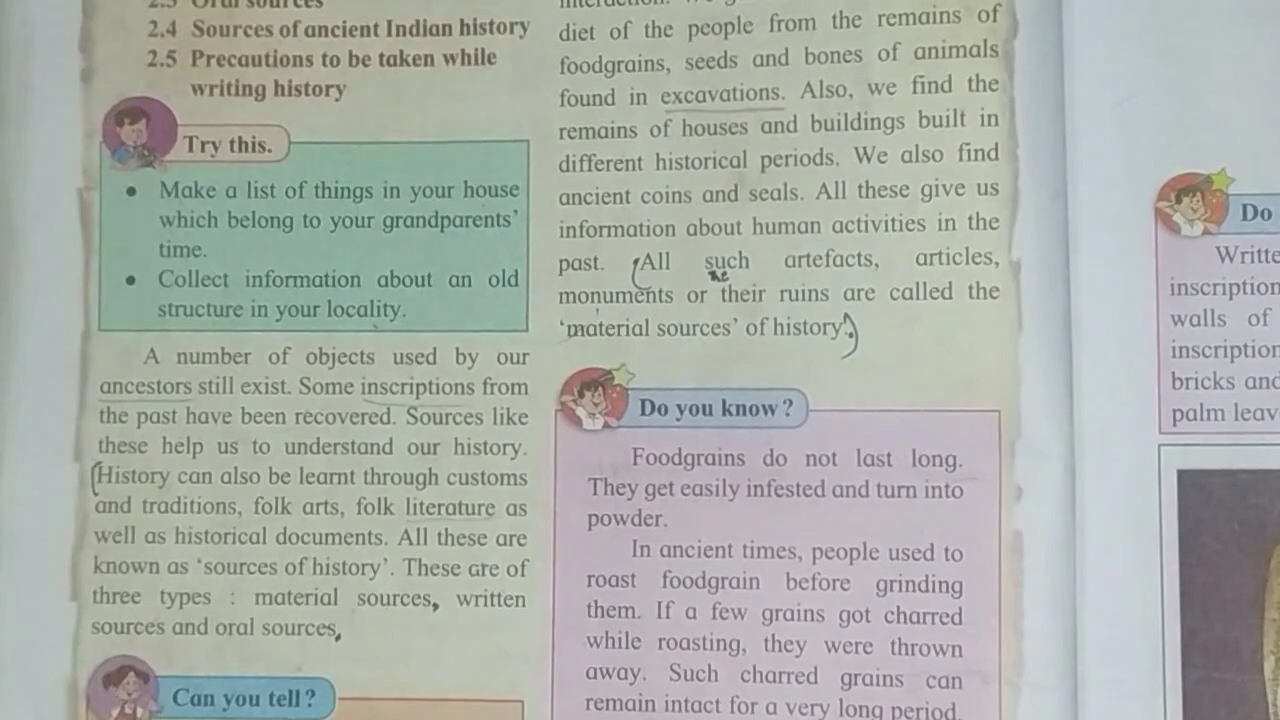 2.3 Oral sources
2.4 Sources of ancient Indian history
2.5 Precautions to be taken while
writing history
Try this.
• Make a list of things in your house
which belong to your grandparents’
time.
• Collect information about an old
structure in your locality.
A number of objects used by our
ancestors still exist. Some inscriptions from
the past have been recovered. Sources like
these help us to understand our history.
(History can also be learnt through customs
and traditions, folk arts, folk literature as
well as historical documents. All these are
known as ‘sources of history’. These are of
three types : material sources, written
sources and oral sources,
Can you tell?
diet of the people from the remains of
foodgrains, seeds and bones of animals
found in excavations. Also, we find the
remains of houses and buildings built in
different historical periods. We also find
ancient coins and seals. All these give us
information about human activities in the
past. (All such artefacts, articles,
monuments or their ruins are called the
‘material sources’ of history.)
Do you know?
Foodgrains do not last long.
They get easily infested and turn into
powder.
In ancient times, people used to
roast foodgrain before grinding
them. If a few grains got charred
while roasting, they were thrown
away. Such charred grains can
remain intact for a very long period.
Do
Writte
inscription
walls of
inscription
bricks and
palm leav